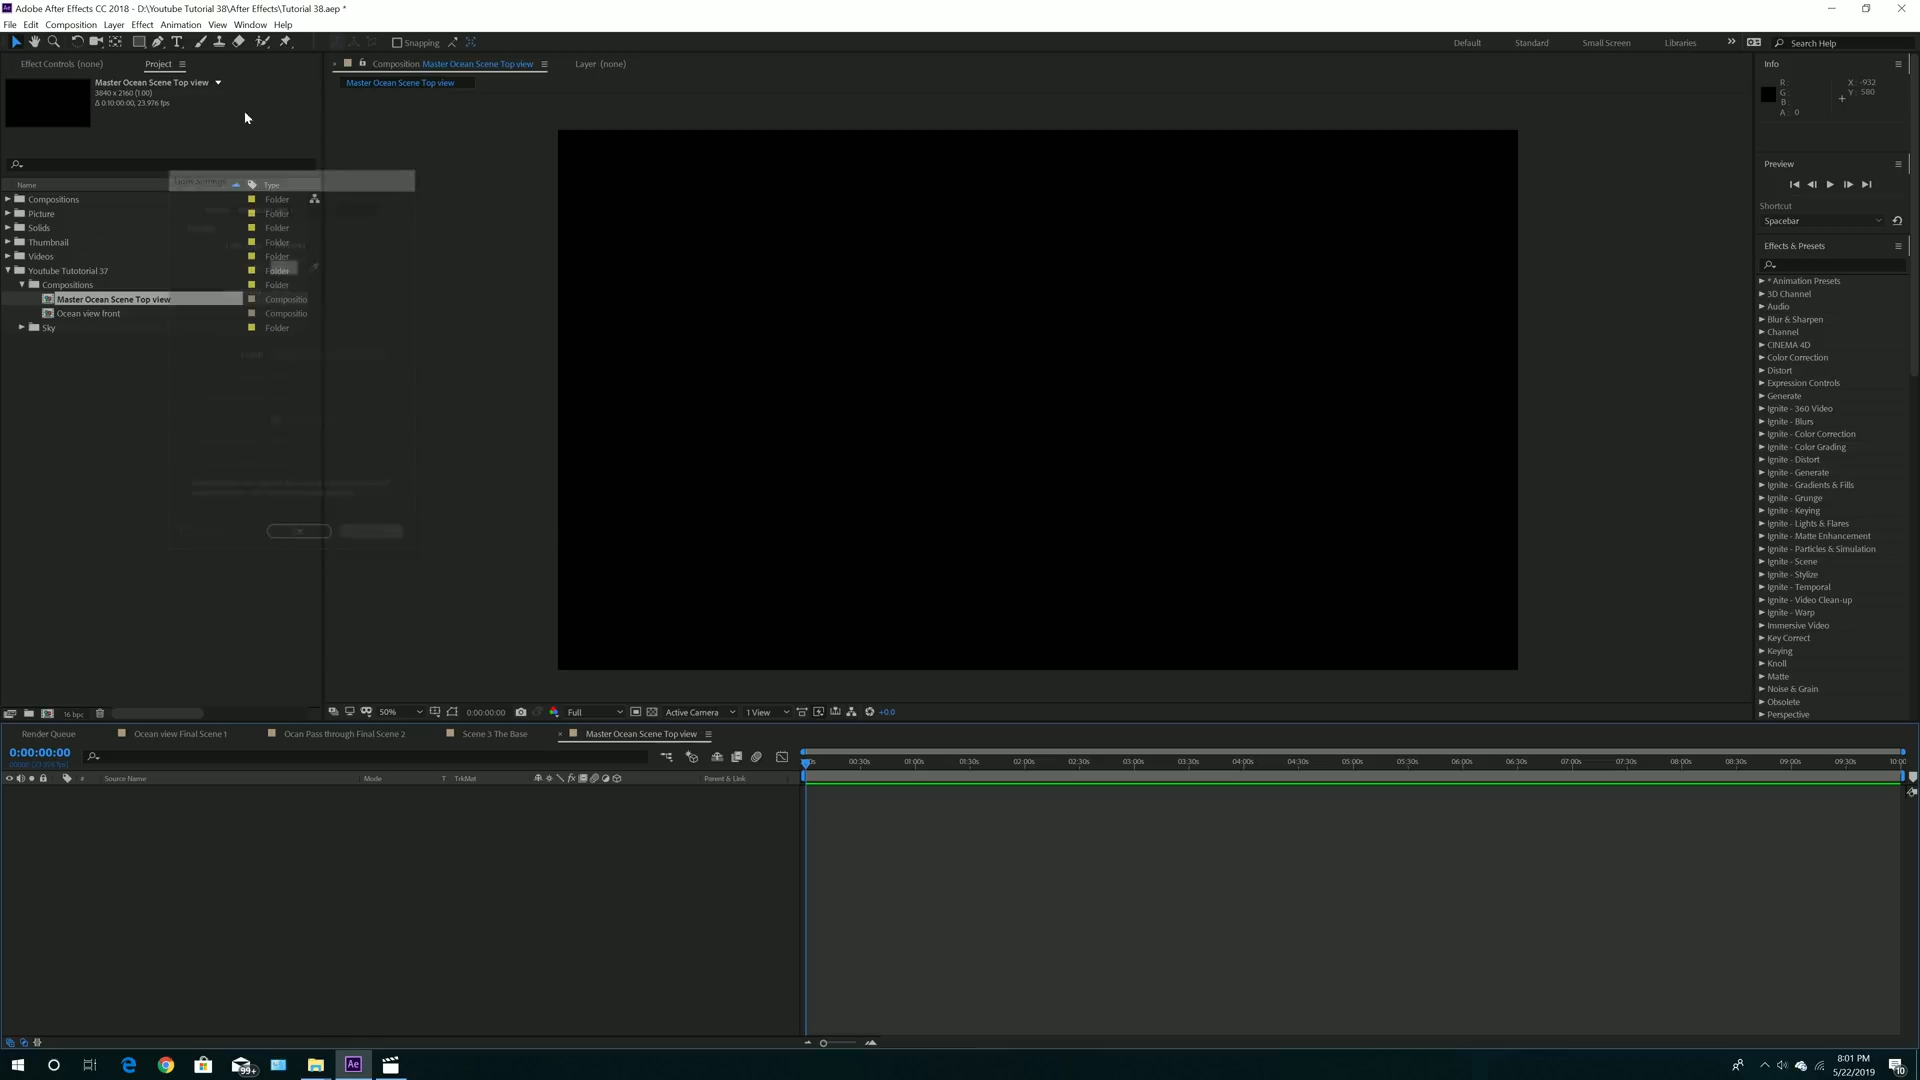 Adobe After Effects CC 2018 - D:\Youtube Tutorial 38\After Effects\Tutorial 38.aep *
File Edit Composition Layer Effect Animation View Window Help
Snapping
Default Standard Small Screen Libraries Search Help
Effect Controls (none) Project
Master Ocean Scene Top view
3840 x 2160 (1.00)
Δ 0:10:00:00, 23.976 fps
Composition Master Ocean Scene Top view Layer (none)
Master Ocean Scene Top view
Info
R :
G :
B :
A : 0
X : -932
Y : 580
Preview
Shortcut
Spacebar
Effects & Presets
Name Type
Compositions Folder
Picture Folder
Solids Folder
Thumbnail Folder
Videos Folder
Youtube Tutotorial 37 Folder
Compositions Folder
Master Ocean Scene Top view Compositio
Ocean view front Compositio
Sky Folder
* Animation Presets
3D Channel
Audio
Blur & Sharpen
Channel
CINEMA 4D
Color Correction
Distort
Expression Controls
Generate
Ignite - 360 Video
Ignite - Blurs
Ignite - Color Correction
Ignite - Color Grading
Ignite - Distort
Ignite - Generate
Ignite - Gradients & Fills
Ignite - Grunge
Ignite - Keying
Ignite - Lights & Flares
Ignite - Matte Enhancement
Ignite - Particles & Simulation
Ignite - Scene
Ignite - Stylize
Ignite - Temporal
Ignite - Video Clean-up
Ignite - Warp
Immersive Video
Key Correct
Keying
Knoll
Matte
Noise & Grain
Obsolete
Perspective
16 bpc
50% 0:00:00:00 Full Active Camera 1 View +0.0
Render Queue Ocean view Final Scene 1 Ocan Pass through Final Scene 2 Scene 3 The Base Master Ocean Scene Top view
0:00:00:00
# Source Name Mode T TrkMat Parent & Link
00:30s 01:00s 01:30s 02:00s 02:30s 03:00s 03:30s 04:00s 04:30s 05:00s 05:30s 06:00s 06:30s 07:00s 07:30s 08:00s 08:30s 09:00s 09:30s 10:00
99+
8:01 PM
5/22/2019
10